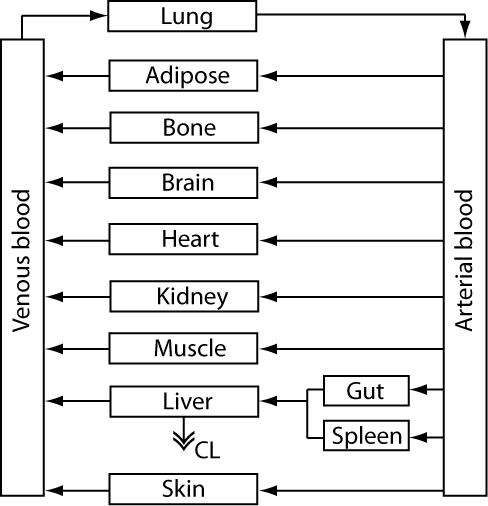 Lung
Adipose
Bone
Brain
Heart
Kidney
Muscle
Liver
Gut
Spleen
CL
Skin
Venous blood
Arterial blood